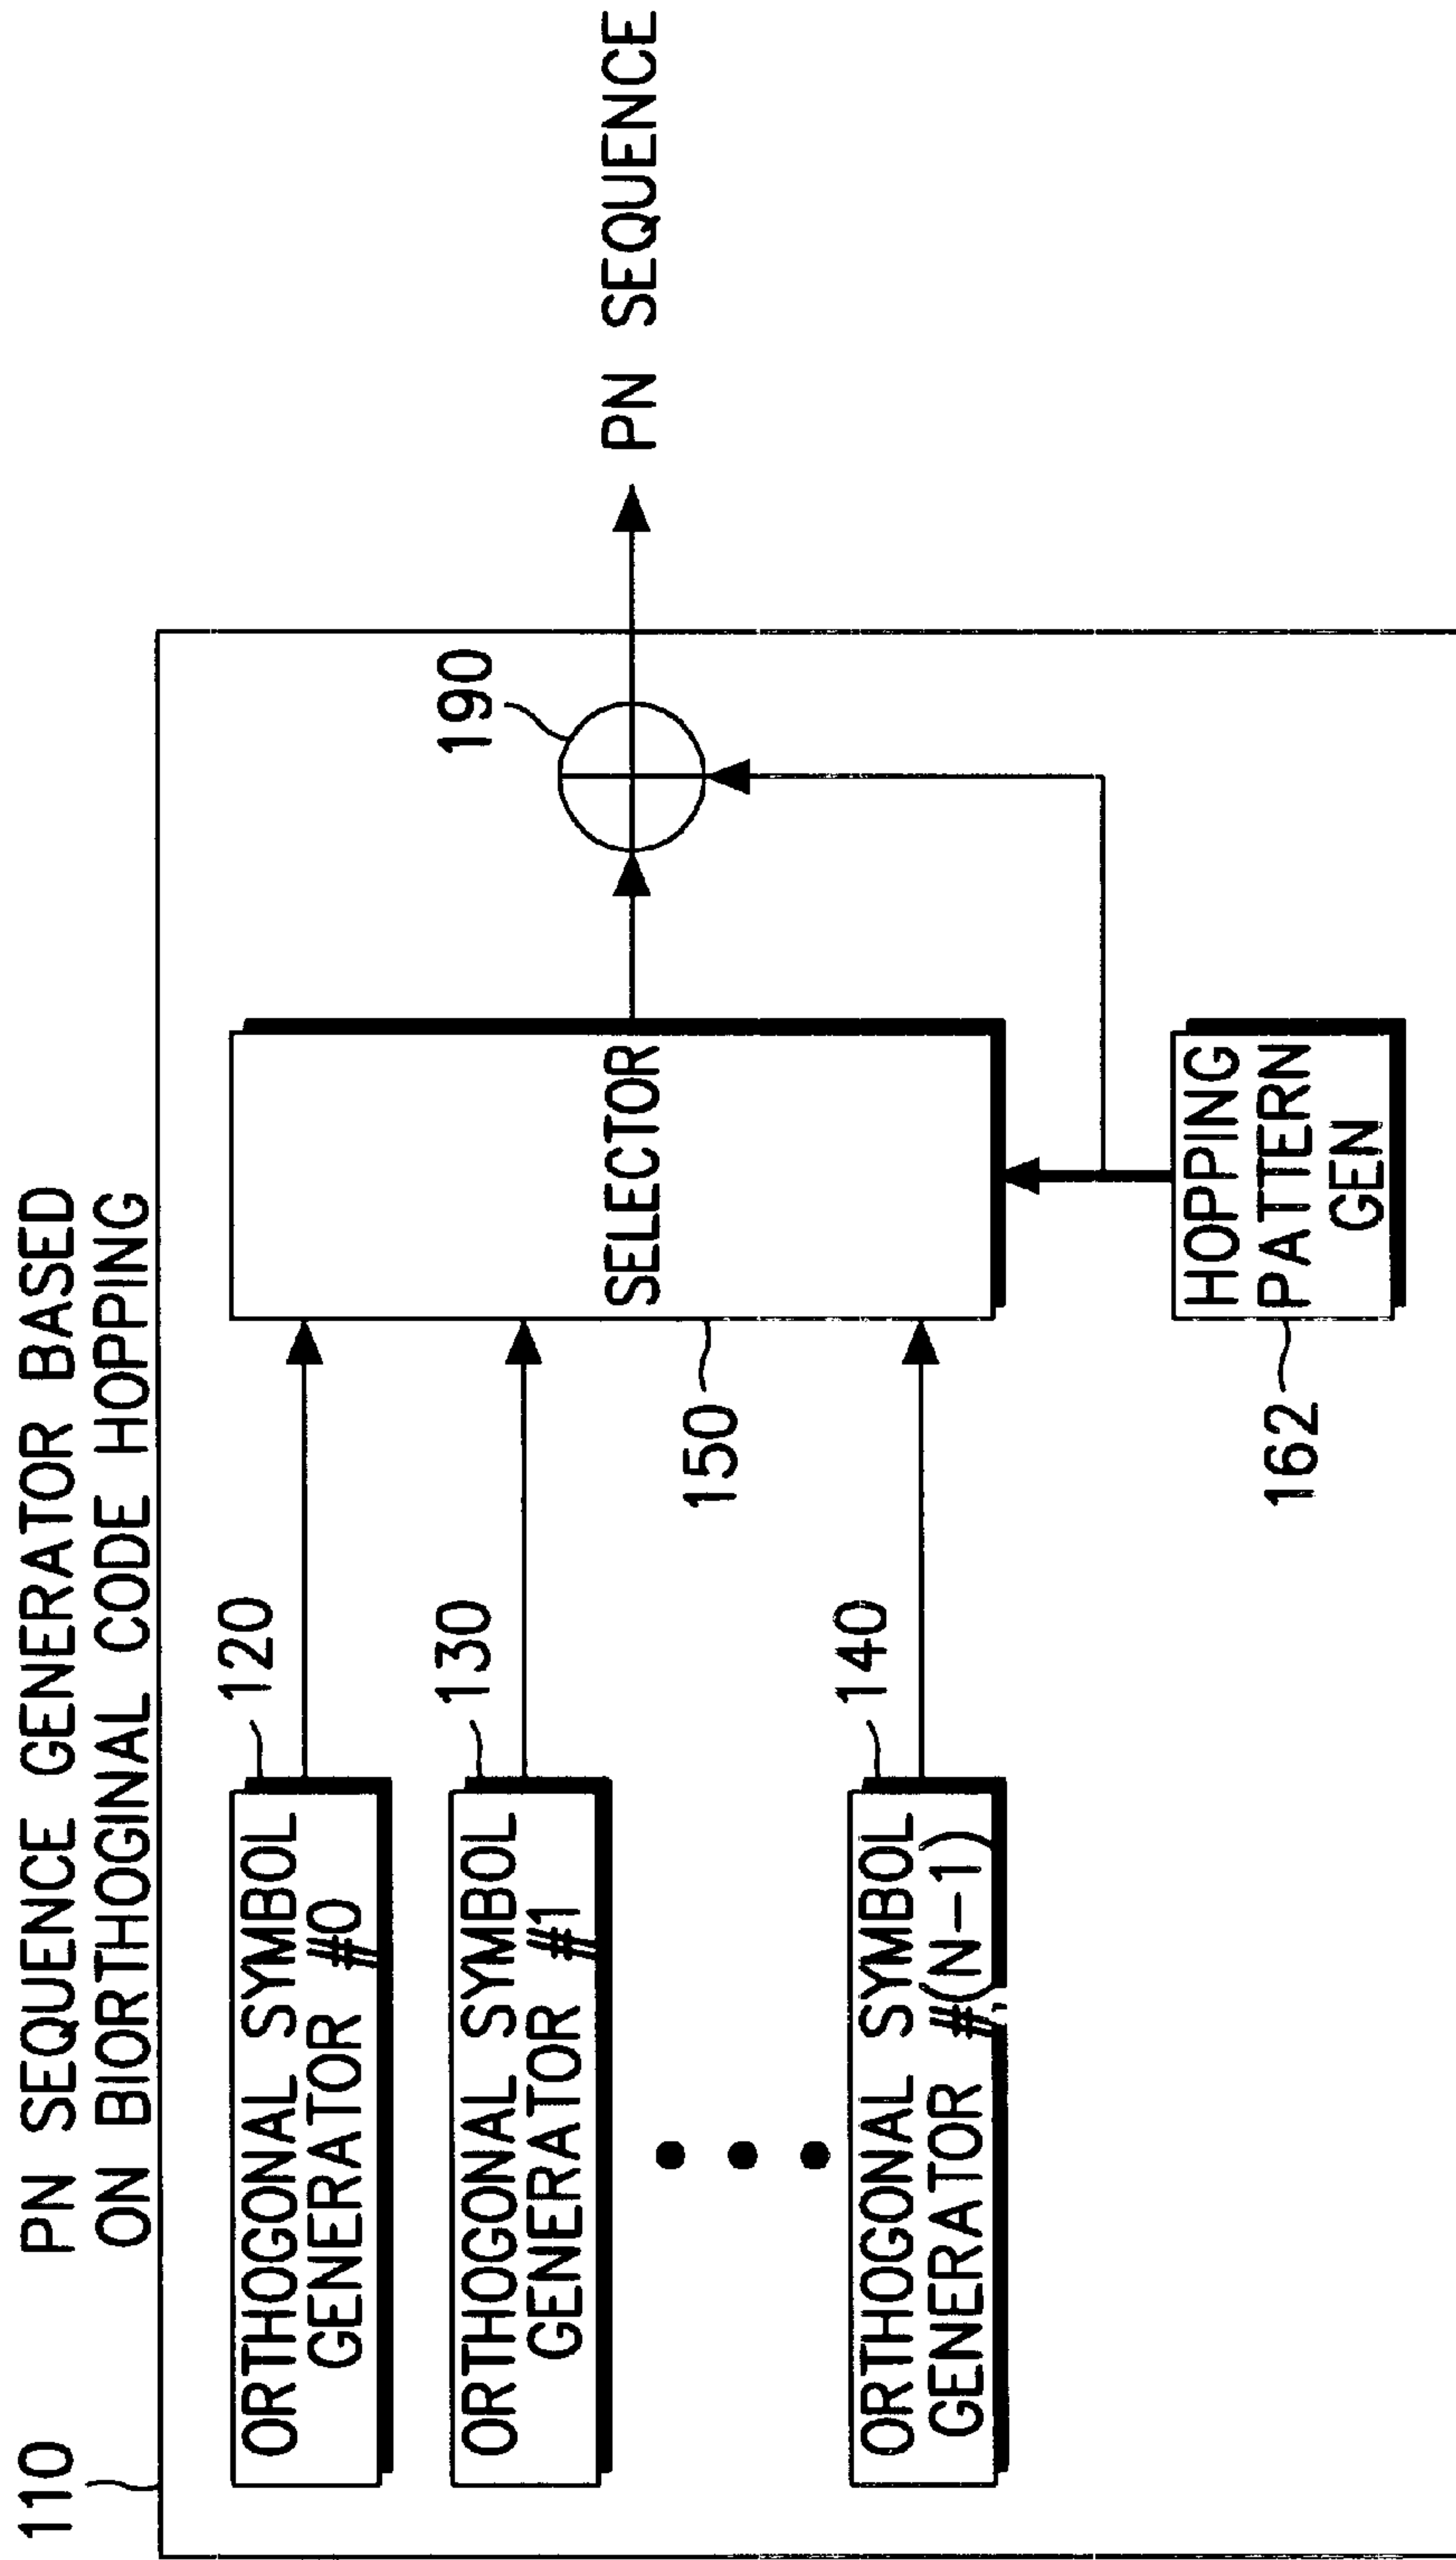 110
PN SEQUENCE GENERATOR BASED
ON BIORTHOGINAL CODE HOPPING
ORTHOGONAL SYMBOL
GENERATOR #0
120
ORTHOGONAL SYMBOL
GENERATOR #1
130
ORTHOGONAL SYMBOL
GENERATOR #(N-1)
140
SELECTOR
150
HOPPING
PATTERN
GEN
162
190
PN SEQUENCE